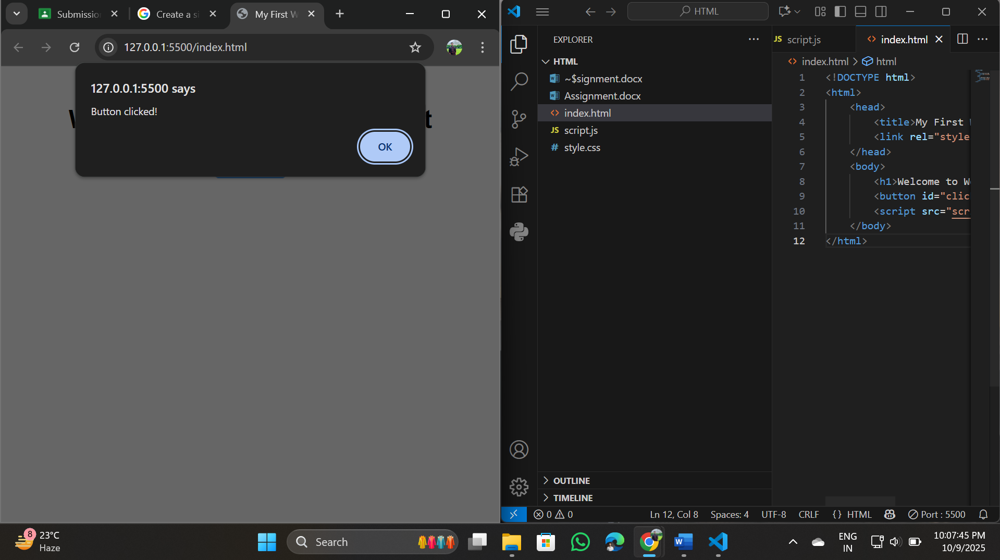 Submissio
Create a si
My First W
127.0.0.1:5500/index.html
127.0.0.1:5500 says
Button clicked!
OK
t
HTML
EXPLORER
HTML
~$signment.docx
Assignment.docx
index.html
JS script.js
# style.css
OUTLINE
TIMELINE
JS script.js
<> index.html
<> index.html > html
1 <!DOCTYPE html>
2 <html>
3 <head>
4 <title>My First
5 <link rel="style
6 </head>
7 <body>
8 <h1>Welcome to W
9 <button id="clic
10 <script src="scr
11 </body>
12 </html>
0 0
Ln 12, Col 8
Spaces: 4
UTF-8
CRLF
{} HTML
Port : 5500
8
23°C
Haze
Search
ENG
IN
10:07:45 PM
10/9/2025